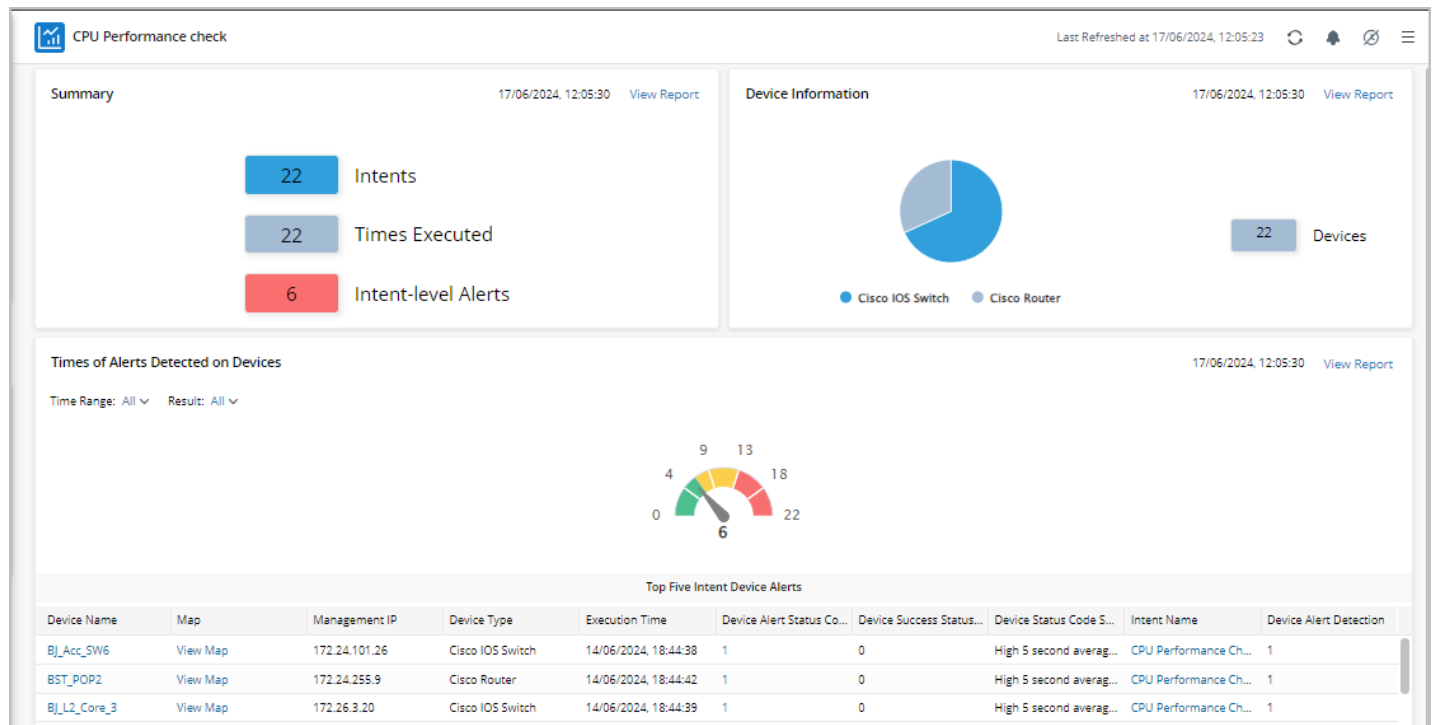 CPU Performance check
Last Refreshed at 17/06/2024, 12:05:23
Summary
17/06/2024, 12:05:30 View Report
22 Intents
22 Times Executed
6 Intent-level Alerts
Device Information
17/06/2024, 12:05:30 View Report
22 Devices
Cisco IOS Switch Cisco Router
Times of Alerts Detected on Devices
17/06/2024, 12:05:30 View Report
Time Range: All Result: All
9 13
4 18
0 22
6
Top Five Intent Device Alerts
Device Name Map Management IP Device Type Execution Time Device Alert Status Co... Device Success Status... Device Status Code S... Intent Name Device Alert Detection
BJ_Acc_SW6 View Map 172.24.101.26 Cisco IOS Switch 14/06/2024, 18:44:38 1 0 High 5 second averag... CPU Performance Ch... 1
BST_POP2 View Map 172.24.255.9 Cisco Router 14/06/2024, 18:44:42 1 0 High 5 second averag... CPU Performance Ch... 1
BJ_L2_Core_3 View Map 172.26.3.20 Cisco IOS Switch 14/06/2024, 18:44:39 1 0 High 5 second averag... CPU Performance Ch... 1